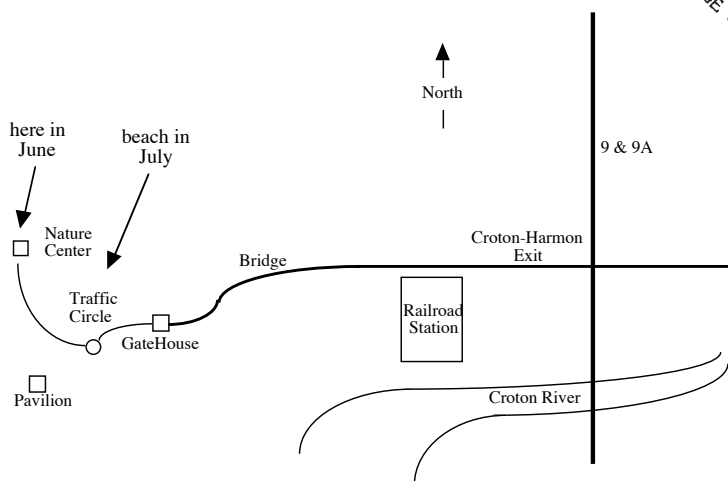 GE
North
here in
June
beach in
July
9 & 9A
Nature
Center
Croton-Harmon
Exit
Bridge
Traffic
Circle
Railroad
Station
GateHouse
Pavilion
Croton River